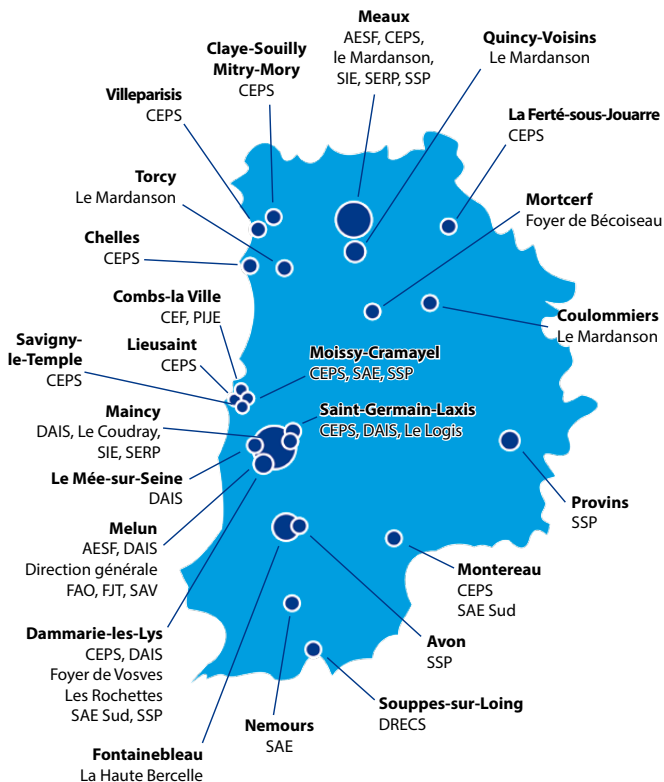 Meaux
AESF, CEPS,
le Mardanson,
SIE, SERP, SSP
Quincy-Voisins
Le Mardanson
Claye-Souilly
Mitry-Mory
CEPS
Villeparisis
CEPS
La Ferté-sous-Jouarre
CEPS
Torcy
Le Mardanson
Mortcerf
Foyer de Bécoiseau
Chelles
CEPS
Combs-la Ville
CEF, PIJE
Coulommiers
Le Mardanson
Savigny-
le-Temple
CEPS
Lieusaint
CEPS
Moissy-Cramayel
CEPS, SAE, SSP
Maincy
DAIS, Le Coudray,
SIE, SERP
Saint-Germain-Laxis
CEPS, DAIS, Le Logis
Le Mée-sur-Seine
DAIS
Provins
SSP
Melun
AESF, DAIS
Direction générale
FAO, FJT, SAV
Montereau
CEPS
SAE Sud
Dammarie-les-Lys
CEPS, DAIS
Foyer de Vosves
Les Rochettes
SAE Sud, SSP
Avon
SSP
Souppes-sur-Loing
DRECS
Nemours
SAE
Fontainebleau
La Haute Bercelle